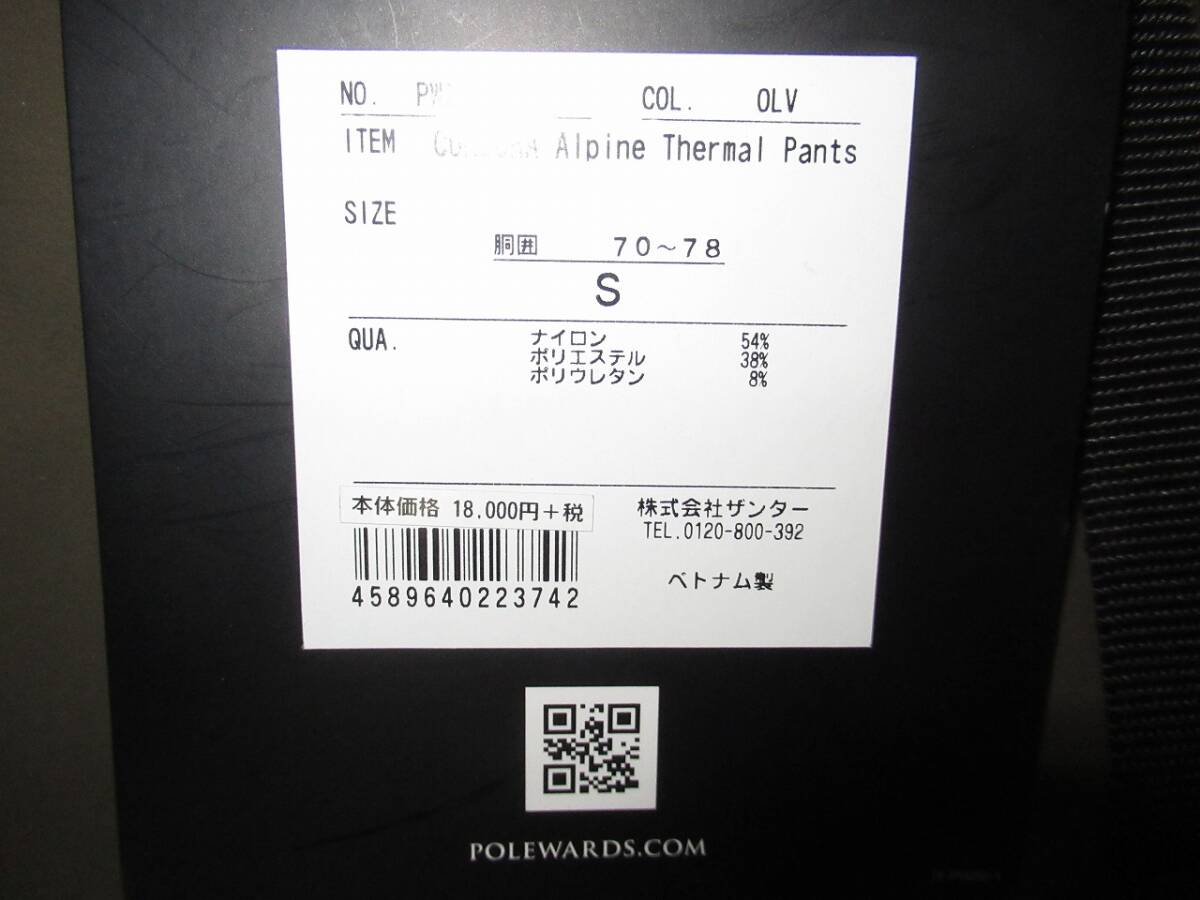 NO. COL. OLV
ITEM Alpine Thermal Pants
SIZE
胴囲 70~78
S
QUA. ナイロン 54%
ポリエステル 38%
ポリウレタン 8%
本体価格 18,000円+税
4589640223742
株式会社ザンター
TEL.0120-800-392
ベトナム製
POLEWARDS.COM